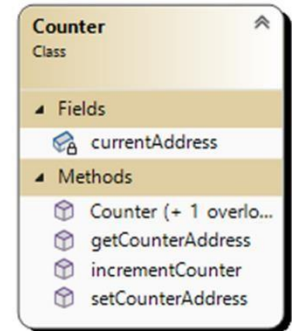 Counter
Class
Fields
currentAddress
Methods
Counter (+ 1 overlo...
getCounterAddress
incrementCounter
setCounterAddress